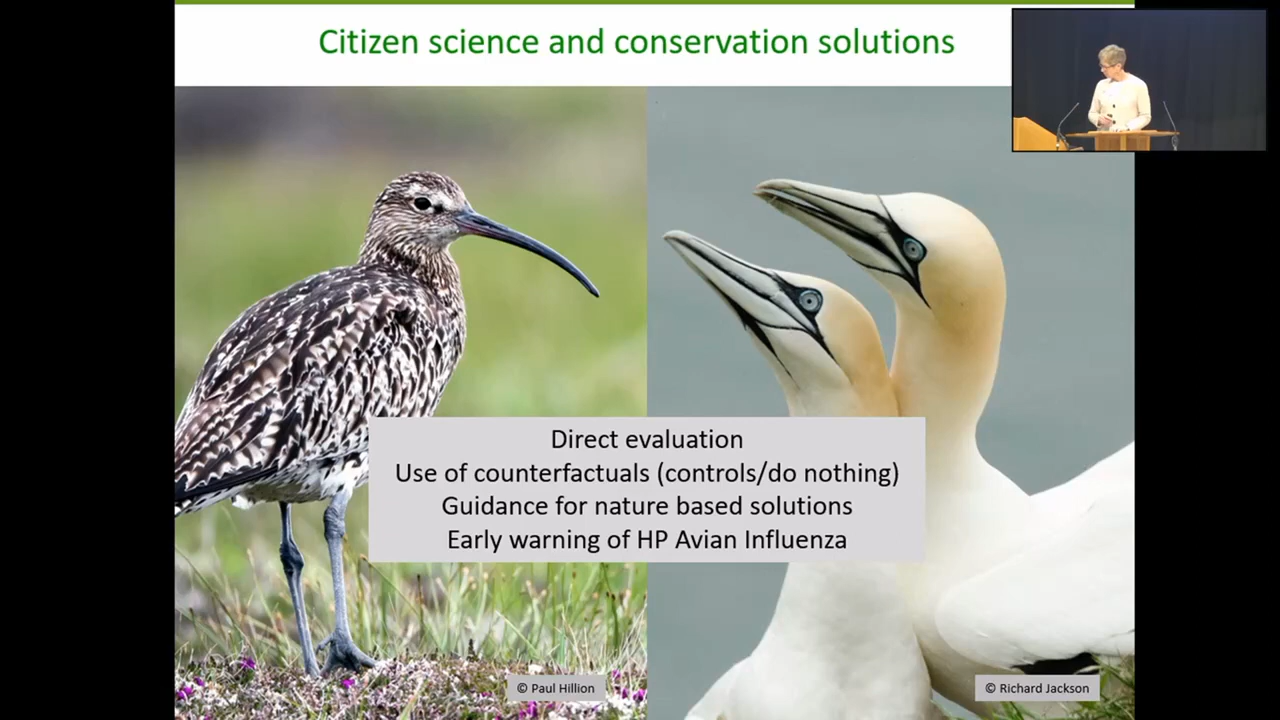 Citizen science and conservation solutions
Direct evaluation
Use of counterfactuals (controls/do nothing)
Guidance for nature based solutions
Early warning of HP Avian Influenza
© Paul Hillion
© Richard Jackson